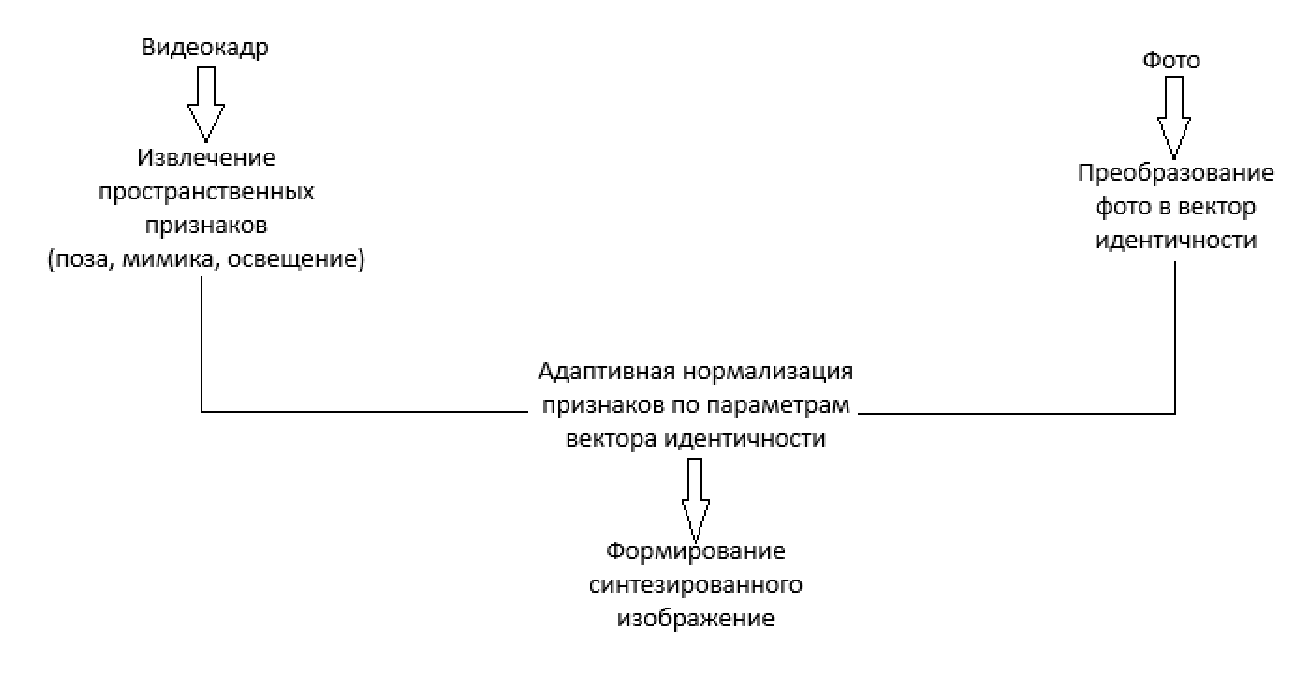 Видеокадр
Извлечение
пространственных
признаков
(поза, мимика, освещение)
Фото
Преобразование
фото в вектор
идентичности
Адаптивная нормализация
признаков по параметрам
вектора идентичности
Формирование
синтезированного
изображение